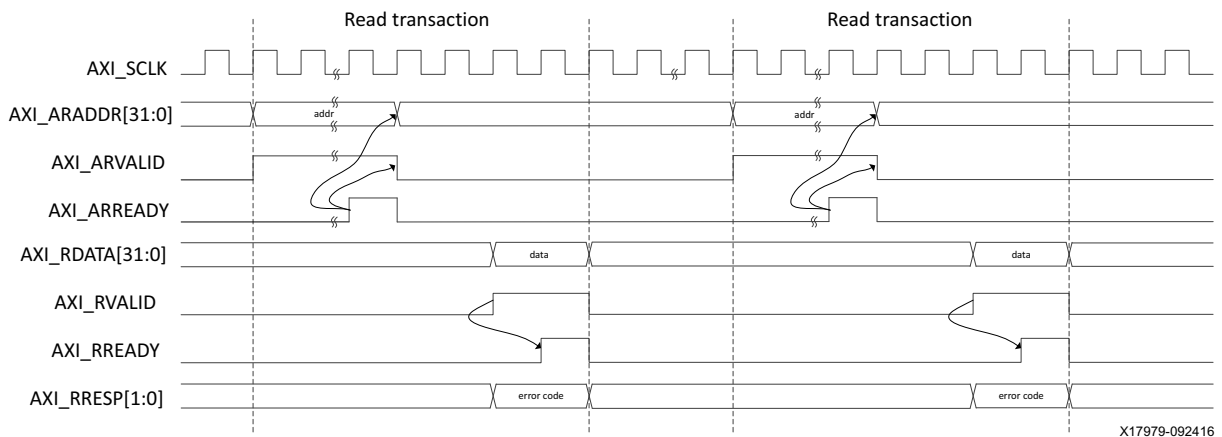 Read transaction Read transaction
AXI_SCLK
AXI_ARADDR[31:0] addr addr
AXI_ARVALID
AXI_ARREADY
AXI_RDATA[31:0] data data
AXI_RVALID
AXI_RREADY
AXI_RRESP[1:0] error code error code
X17979-092416